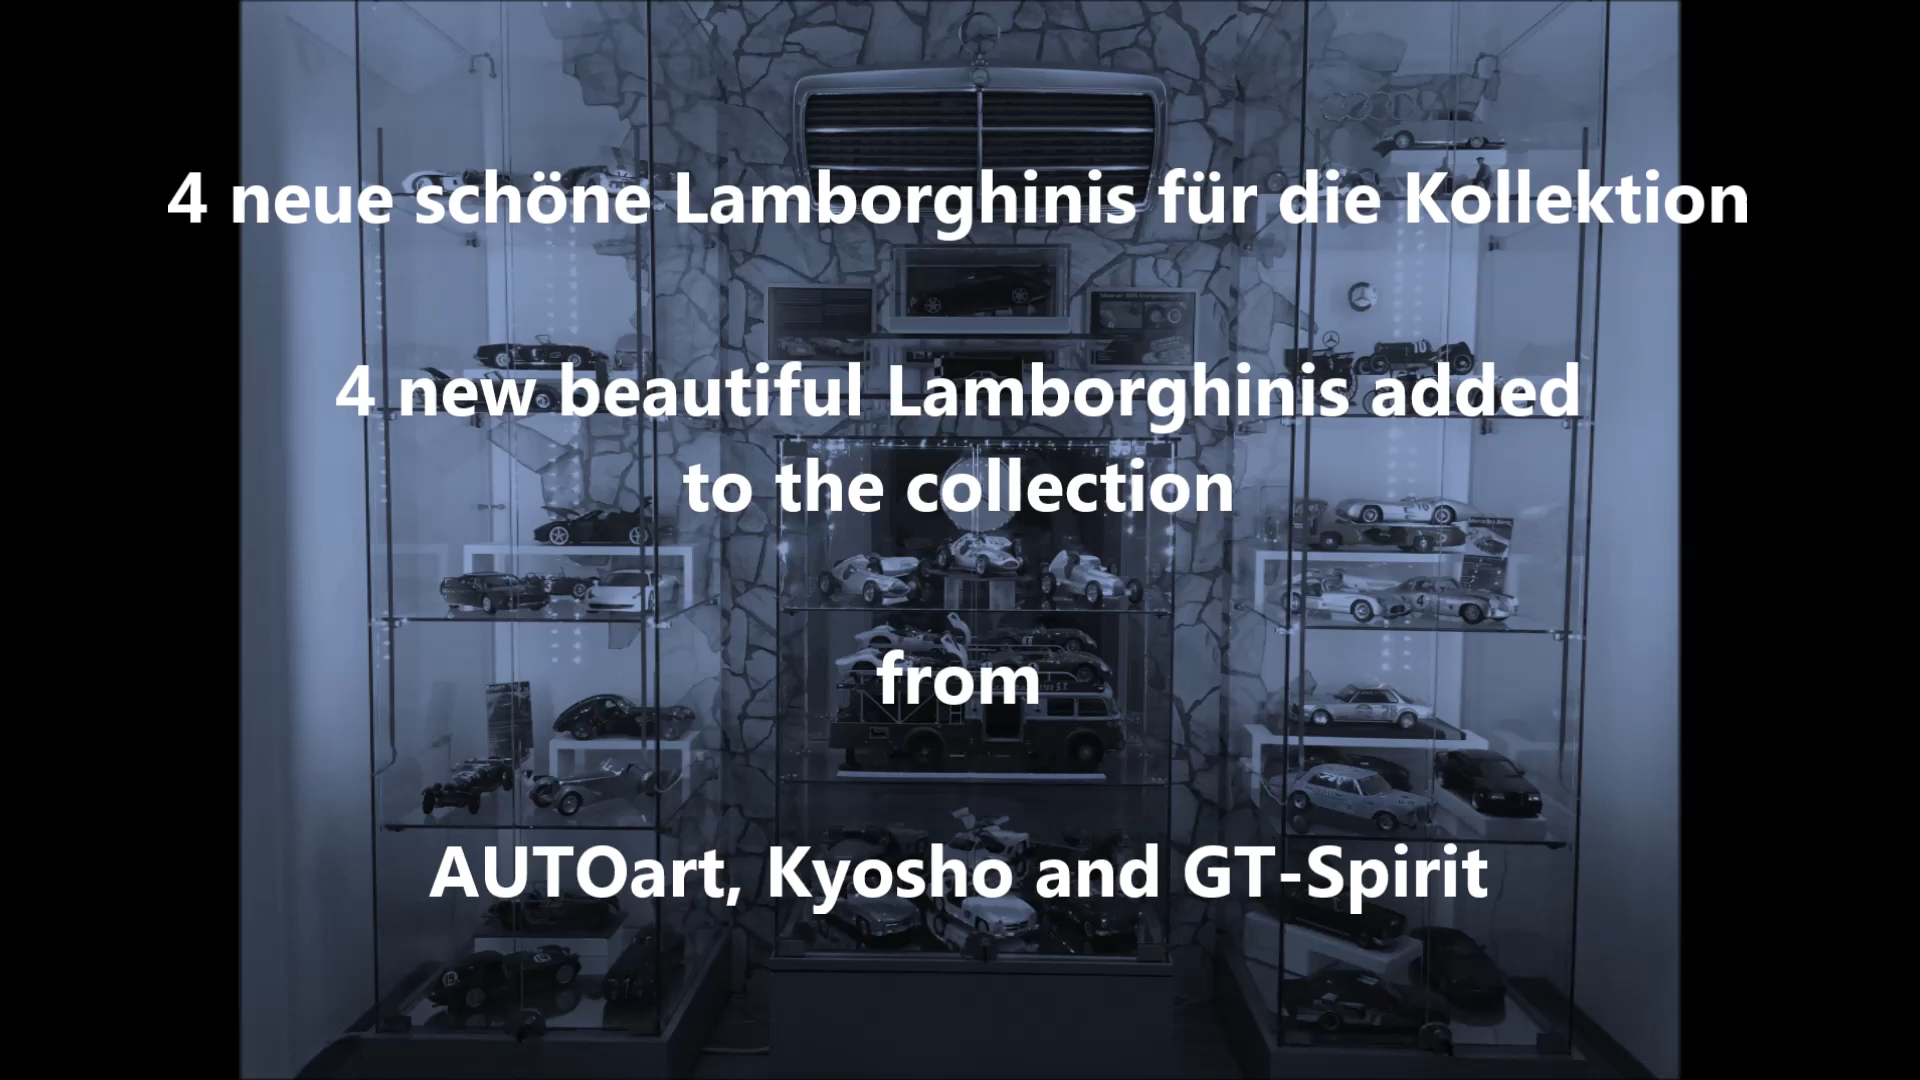 4 neue schöne Lamborghinis für die Kollektion
4 new beautiful Lamborghinis added
to the collection
from
AUTOart, Kyosho and GT-Spirit